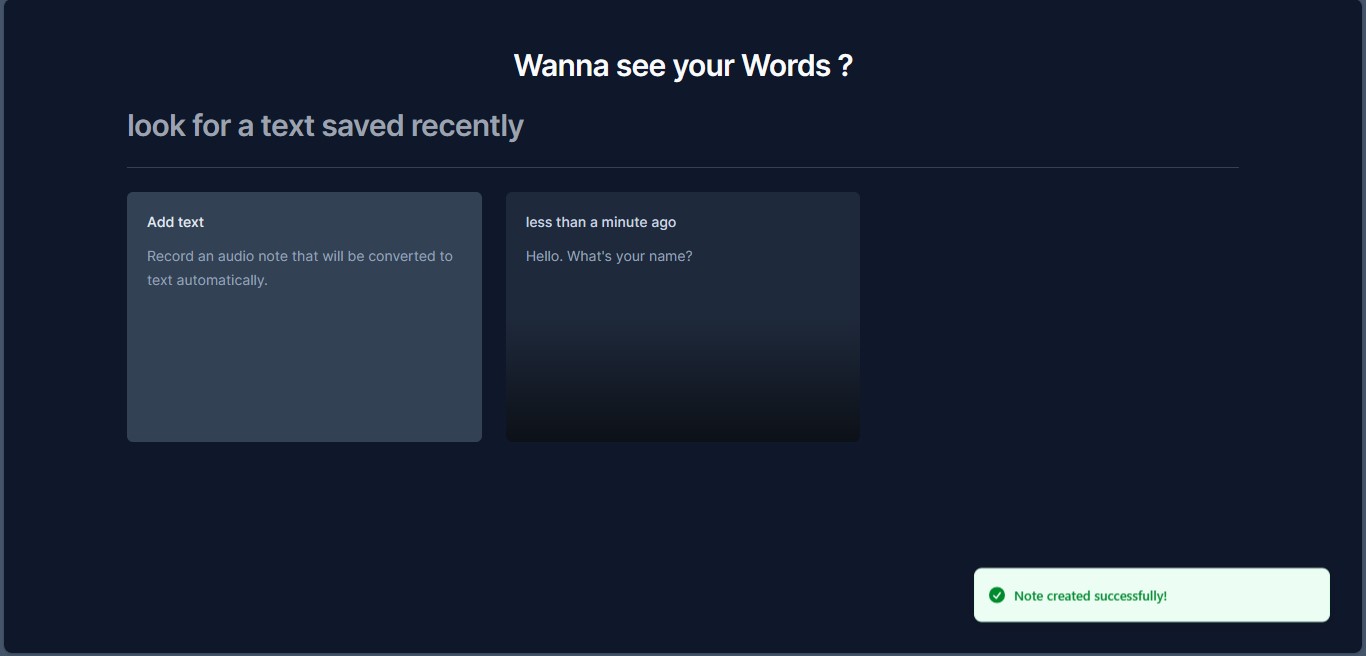 Wanna see your Words ?
look for a text saved recently
Add text
Record an audio note that will be converted to
text automatically.
less than a minute ago
Hello. What's your name?
Note created successfully!